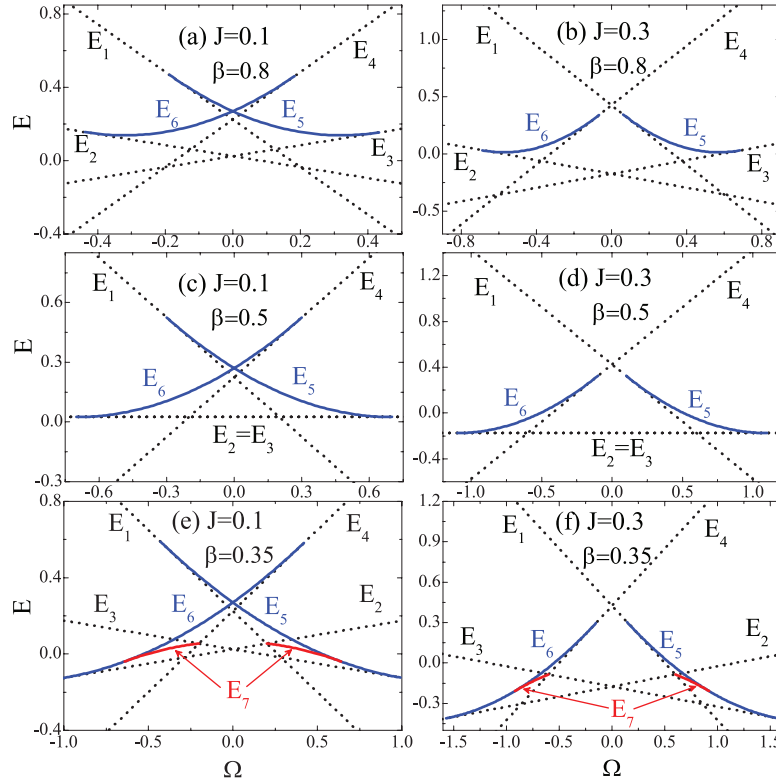 (a) J=0.1
β=0.8
E
E₁
E₄
E₆
E₅
E₂
E₃
0.8
0.4
0.0
-0.4
-0.4 -0.2 0.0 0.2 0.4
(b) J=0.3
β=0.8
E₁
E₄
E₆
E₅
E₂
E₃
1.2
0.8
0.4
0.0
-0.4
-0.8 -0.4 0.0 0.4 0.8
(c) J=0.1
β=0.5
E
E₁
E₄
E₆
E₅
E₂=E₃
0.6
0.3
0.0
-0.3
-0.6 -0.3 0.0 0.3 0.6
(d) J=0.3
β=0.5
E₁
E₄
E₆
E₅
E₂=E₃
1.2
0.8
0.4
0.0
-0.4
-1.0 -0.5 0.0 0.5 1.0
(e) J=0.1
β=0.35
E
E₁
E₄
E₃
E₆
E₅
E₂
E₇
0.8
0.4
0.0
-0.4
-1.0 -0.5 0.0 0.5 1.0
Ω
(f) J=0.3
β=0.35
E₁
E₄
E₃
E₆
E₅
E₂
E₇
1.2
0.9
0.6
0.3
0.0
-0.3
-1.5 -1.0 -0.5 0.0 0.5 1.0 1.5
Ω